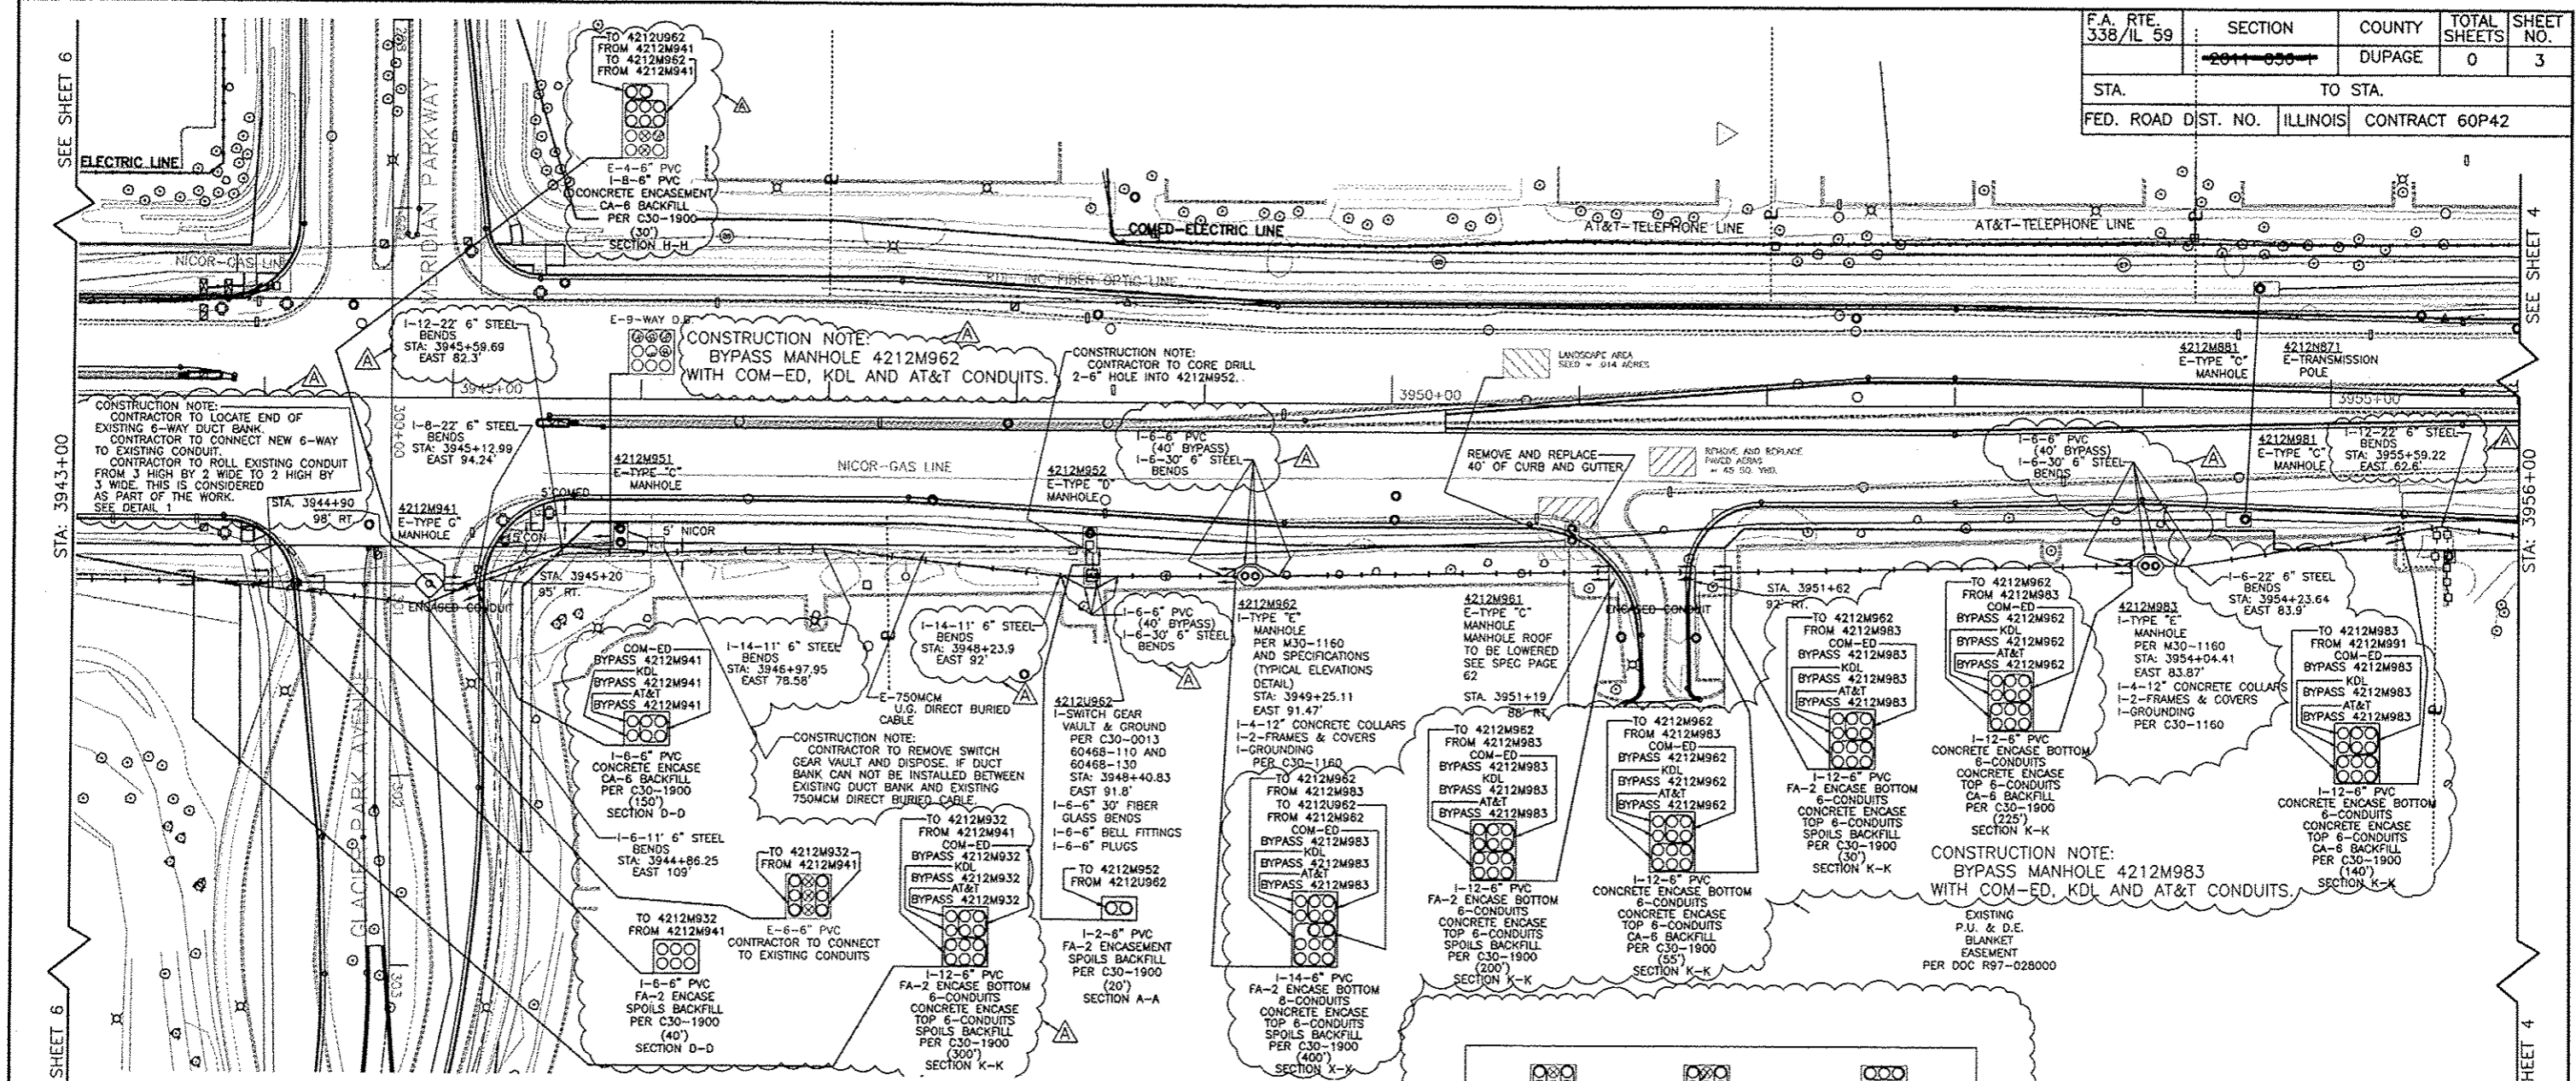 F.A. RTE.
338/IL 59
SECTION
COUNTY
TOTAL
SHEETS
SHEET
NO.
2011-050-I
DUPAGE
0
3
STA.
TO STA.
FED. ROAD DIST. NO.
ILLINOIS
CONTRACT 60P42
SEE SHEET 6
ELECTRIC LINE
298
MERIDIAN PARKWAY
TO 4212U962
FROM 4212M941
TO 4212M962
FROM 4212M941
A
E-4-6" PVC
I-8-6" PVC
CONCRETE ENCASEMENT
CA-6 BACKFILL
PER C30-1900
(30')
SECTION H-H
COMED-ELECTRIC LINE
AT&T-TELEPHONE LINE
AT&T-TELEPHONE LINE
SEE SHEET 4
NICOR-GAS LINE
KDL INC-FIBER OPTIC LINE
I-12-22' 6" STEEL
BENDS
STA: 3945+59.69
EAST 82.3'
A
A
E-9-WAY D.B.
CONSTRUCTION NOTE:
BYPASS MANHOLE 4212M962
WITH COM-ED, KDL AND AT&T CONDUITS.
A
CONSTRUCTION NOTE:
CONTRACTOR TO CORE DRILL
2-6" HOLE INTO 4212M952.
LANDSCAPE AREA
SEED = .014 ACRES
4212M881
E-TYPE "C"
MANHOLE
4212N871
E-TRANSMISSION
POLE
3945+00
3950+00
3955+00
CONSTRUCTION NOTE:
CONTRACTOR TO LOCATE END OF
EXISTING 6-WAY DUCT BANK.
CONTRACTOR TO CONNECT NEW 6-WAY
TO EXISTING CONDUIT.
CONTRACTOR TO ROLL EXISTING CONDUIT
FROM 3 HIGH BY 2 WIDE TO 2 HIGH BY
3 WIDE. THIS IS CONSIDERED
AS PART OF THE WORK.
SEE DETAIL 1
STA: 3943+00
300+00
I-8-22' 6" STEEL
BENDS
STA: 3945+12.99
EAST 94.24'
4212M951
E-TYPE "C"
MANHOLE
NICOR-GAS LINE
4212M952
E-TYPE "D"
MANHOLE
I-6-6" PVC
(40' BYPASS)
I-6-30' 6" STEEL
BENDS
A
REMOVE AND REPLACE
40' OF CURB AND GUTTER
REMOVE AND REPLACE
PAVED AREAS
= 45 SQ. YRD.
I-6-6" PVC
(40' BYPASS)
I-6-30' 6" STEEL
BENDS
A
4212M981
E-TYPE "C"
MANHOLE
I-12-22' 6" STEEL
BENDS
STA: 3955+59.22
EAST 62.6'
A
STA: 3956+00
STA. 3944+90
98' RT.
4212M941
E-TYPE G"
MANHOLE
5' COMED
5' NICOR
ENCASED CONDUIT
301
STA. 3945+20
95' RT.
COM-ED
BYPASS 4212M941
KDL
BYPASS 4212M941
AT&T
BYPASS 4212M941
I-6-6" PVC
CONCRETE ENCASE
CA-6 BACKFILL
PER C30-1900
(150')
SECTION D-D
I-14-11' 6" STEEL
BENDS
STA: 3946+97.95
EAST 78.58'
I-14-11' 6" STEEL
BENDS
STA: 3948+23.9
EAST 92'
A
E-750MCM
U.G. DIRECT BURIED
CABLE
I-6-6" PVC
(40' BYPASS)
I-6-30' 6" STEEL
BENDS
A
CONSTRUCTION NOTE:
CONTRACTOR TO REMOVE SWITCH
GEAR VAULT AND DISPOSE. IF DUCT
BANK CAN NOT BE INSTALLED BETWEEN
EXISTING DUCT BANK AND EXISTING
750MCM DIRECT BURIED CABLE.
4212U962
I-SWITCH GEAR
VAULT & GROUND
PER C30-0013
60468-110 AND
60468-130
STA: 3948+40.83
EAST 91.8'
I-6-6" 30' FIBER
GLASS BENDS
I-6-6" BELL FITTINGS
I-6-6" PLUGS
4212M962
I-TYPE "E"
MANHOLE
PER M30-1160
AND SPECIFICATIONS
(TYPICAL ELEVATIONS
DETAIL)
STA: 3949+25.11
EAST 91.47'
I-4-12" CONCRETE COLLARS
I-2-FRAMES & COVERS
I-GROUNDING
PER C30-1160
4212M961
E-TYPE "C"
MANHOLE
MANHOLE ROOF
TO BE LOWERED
SEE SPEC PAGE
62
STA. 3951+19
88' RT.
ENCASED CONDUIT
STA. 3951+62
92' RT.
TO 4212M962
FROM 4212M983
COM-ED
BYPASS 4212M983
KDL
BYPASS 4212M983
AT&T
BYPASS 4212M983
I-12-6" PVC
FA-2 ENCASE BOTTOM
6-CONDUITS
CONCRETE ENCASE
TOP 6-CONDUITS
SPOILS BACKFILL
PER C30-1900
(30')
SECTION K-K
TO 4212M962
FROM 4212M983
COM-ED
BYPASS 4212M962
KDL
BYPASS 4212M962
AT&T
BYPASS 4212M962
I-12-6" PVC
CONCRETE ENCASE BOTTOM
6-CONDUITS
CONCRETE ENCASE
TOP 6-CONDUITS
CA-6 BACKFILL
PER C30-1900
(225')
SECTION K-K
4212M983
I-TYPE "E"
MANHOLE
PER M30-1160
STA: 3954+04.41
EAST 83.87'
I-4-12" CONCRETE COLLARS
I-2-FRAMES & COVERS
I-GROUNDING
PER C30-1160
I-6-22' 6" STEEL
BENDS
STA: 3954+23.64
EAST 83.9'
TO 4212M983
FROM 4212M991
COM-ED
BYPASS 4212M983
KDL
BYPASS 4212M983
AT&T
BYPASS 4212M983
I-12-6" PVC
CONCRETE ENCASE BOTTOM
6-CONDUITS
CONCRETE ENCASE
TOP 6-CONDUITS
CA-6 BACKFILL
PER C30-1900
(140')
SECTION K-K
CONSTRUCTION NOTE:
BYPASS MANHOLE 4212M983
WITH COM-ED, KDL AND AT&T CONDUITS.
EXISTING
P.U. & D.E.
BLANKET
EASEMENT
PER DOC R97-028000
GLACIER PARK AVENUE
302
303
I-6-11' 6" STEEL
BENDS
STA: 3944+86.25
EAST 109'
TO 4212M932
FROM 4212M941
E-6-6" PVC
CONTRACTOR TO CONNECT
TO EXISTING CONDUITS
TO 4212M932
FROM 4212M941
I-6-6" PVC
FA-2 ENCASE
SPOILS BACKFILL
PER C30-1900
(40')
SECTION D-D
TO 4212M932
FROM 4212M941
COM-ED
BYPASS 4212M932
KDL
BYPASS 4212M932
AT&T
BYPASS 4212M932
I-12-6" PVC
FA-2 ENCASE BOTTOM
6-CONDUITS
CONCRETE ENCASE
TOP 6-CONDUITS
SPOILS BACKFILL
PER C30-1900
(300')
SECTION K-K
A
TO 4212M952
FROM 4212U962
I-2-6" PVC
FA-2 ENCASEMENT
SPOILS BACKFILL
PER C30-1900
(20')
SECTION A-A
TO 4212M962
FROM 4212M983
TO 4212U962
FROM 4212M962
COM-ED
BYPASS 4212M983
KDL
BYPASS 4212M983
AT&T
BYPASS 4212M983
I-14-6" PVC
FA-2 ENCASE BOTTOM
8-CONDUITS
CONCRETE ENCASE
TOP 6-CONDUITS
SPOILS BACKFILL
PER C30-1900
(400')
SECTION X-X
TO 4212M962
FROM 4212M983
COM-ED
BYPASS 4212M983
KDL
BYPASS 4212M983
AT&T
BYPASS 4212M983
I-12-6" PVC
FA-2 ENCASE BOTTOM
6-CONDUITS
CONCRETE ENCASE
TOP 6-CONDUITS
SPOILS BACKFILL
PER C30-1900
(200')
SECTION K-K
TO 4212M962
FROM 4212M983
COM-ED
BYPASS 4212M962
KDL
BYPASS 4212M962
AT&T
BYPASS 4212M962
I-12-6" PVC
CONCRETE ENCASE BOTTOM
6-CONDUITS
CONCRETE ENCASE
TOP 6-CONDUITS
CA-6 BACKFILL
PER C30-1900
(55')
SECTION K-K
SHEET 6
HEET 4